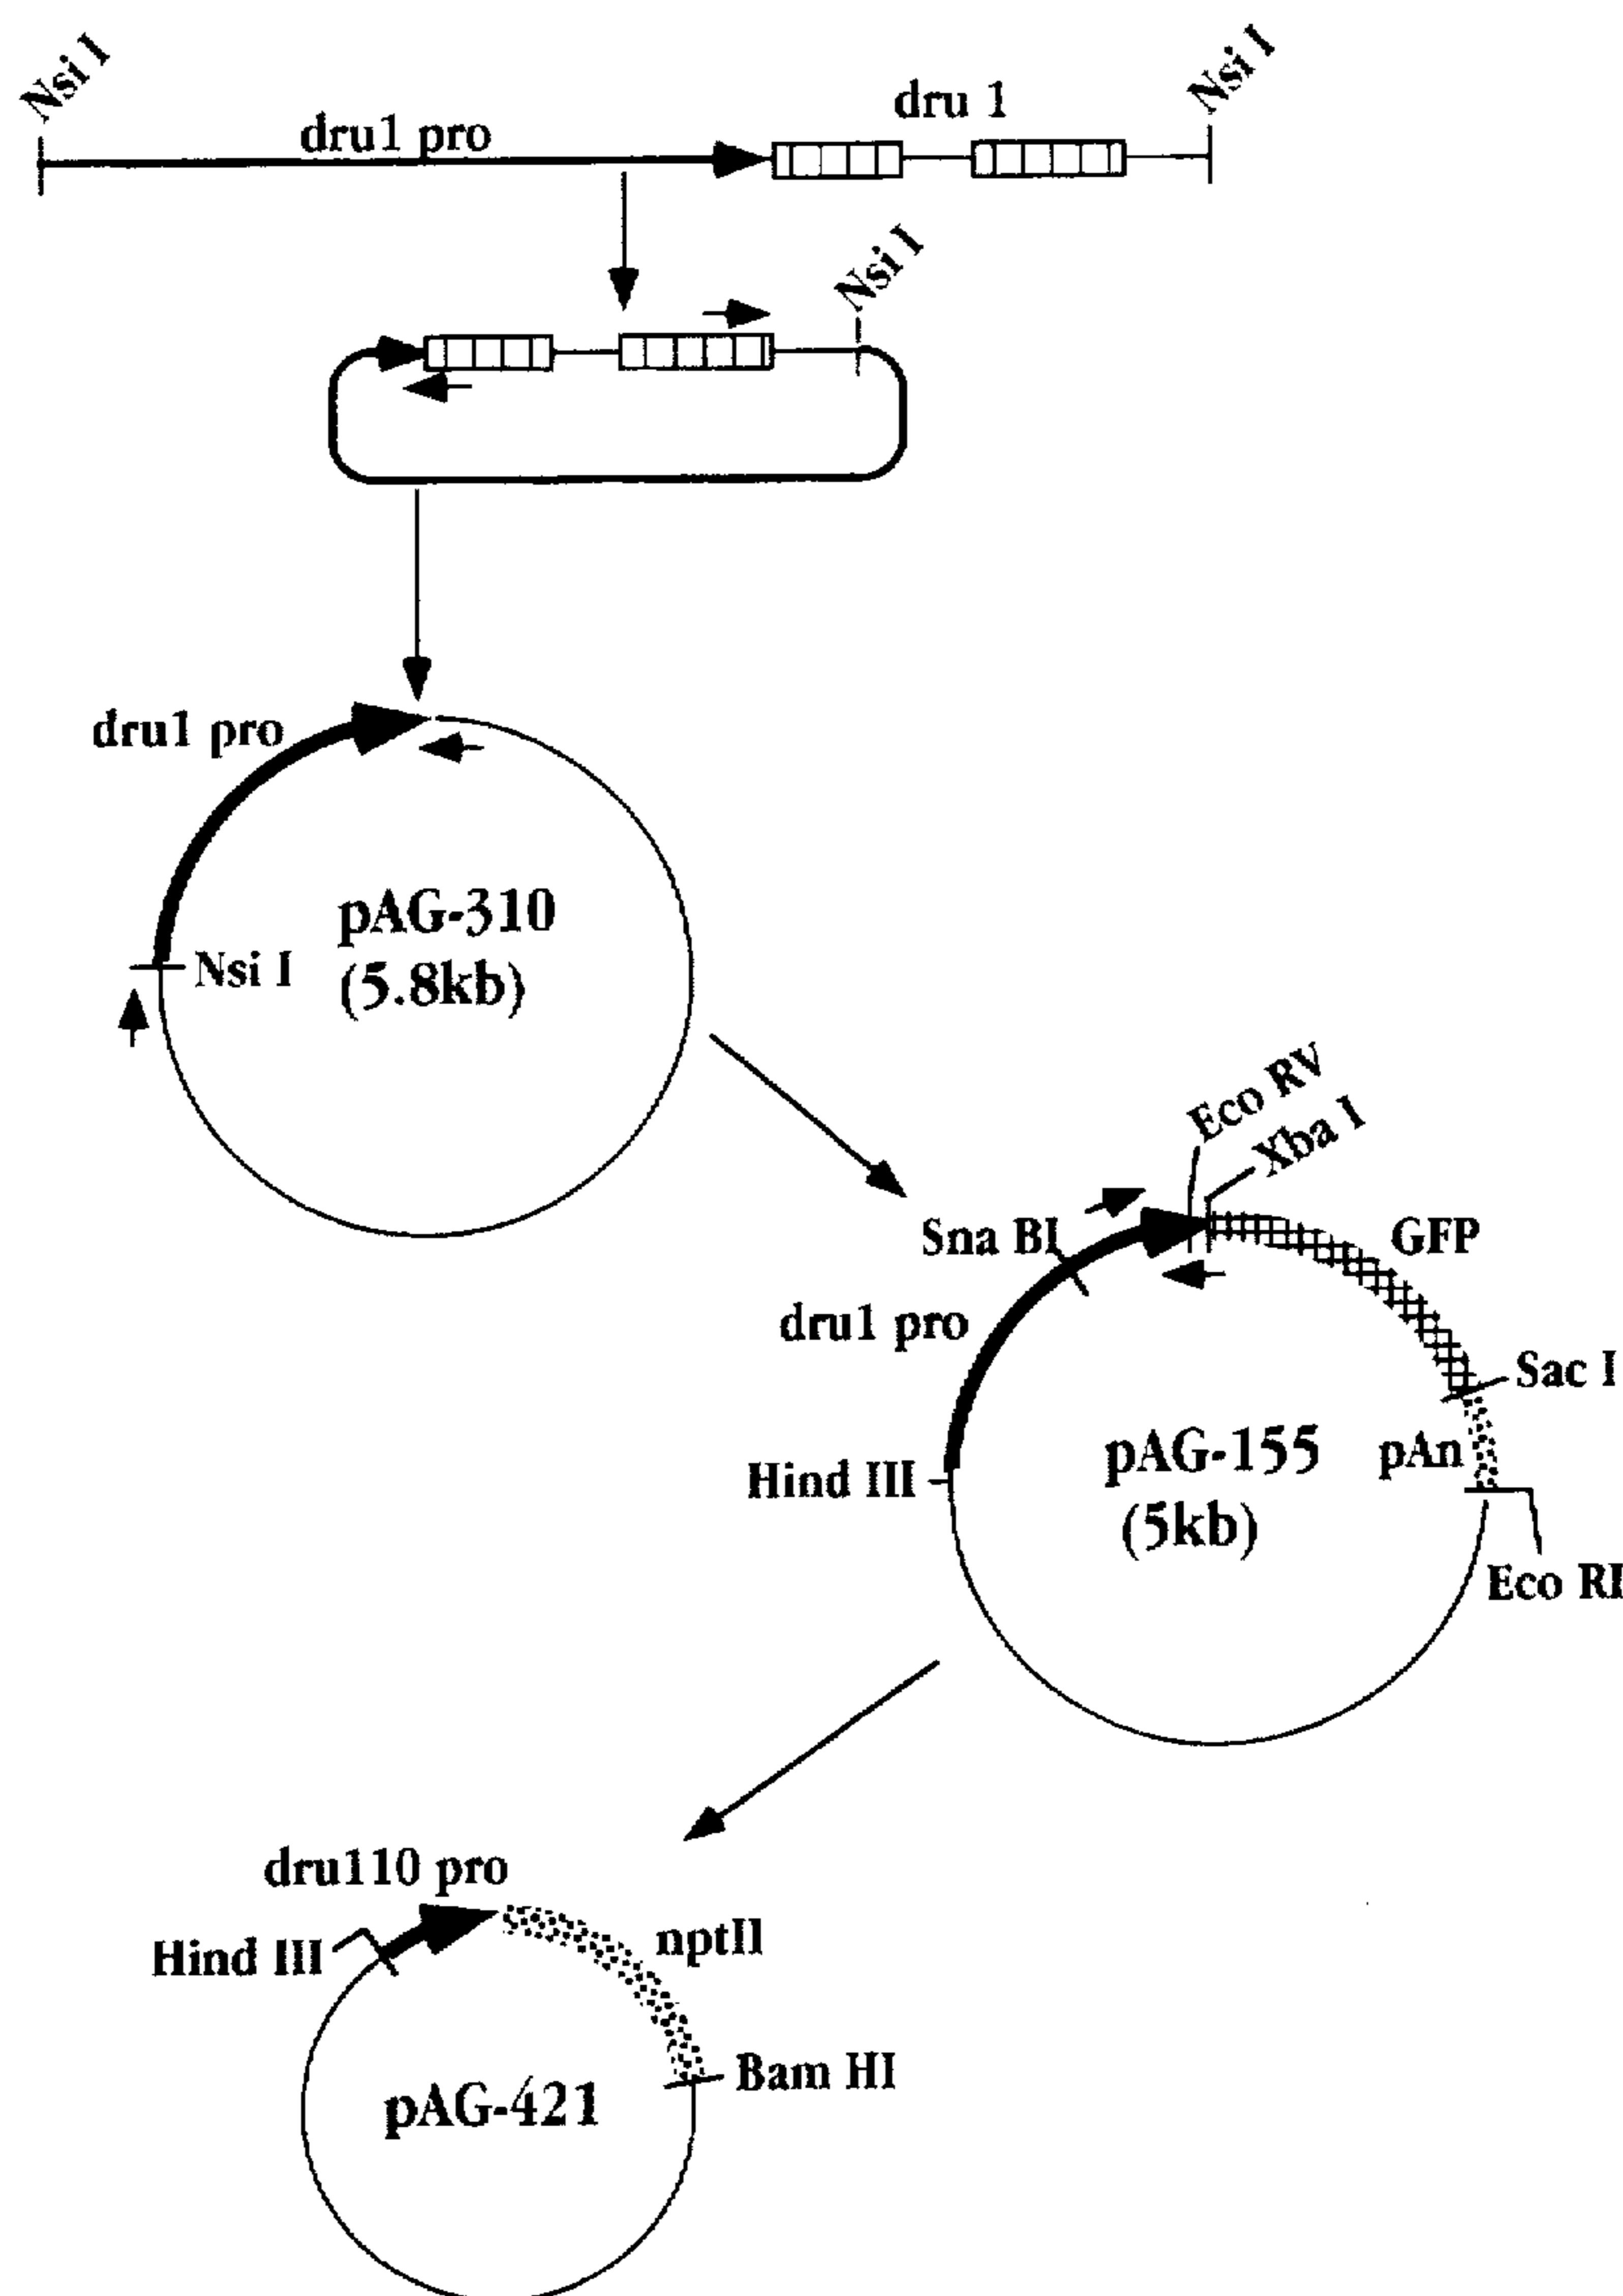 Nsi I
Nsi I
dru1 pro
dru 1
Nsi I
dru1 pro
pAG-310
(5.8kb)
Nsi I
Eco RV
Xba I
Sna BI
GFP
dru1 pro
Sac I
pAG-155
(5kb)
pAn
Hind III
Eco RI
dru110 pro
Hind III
nptII
Bam HI
pAG-421